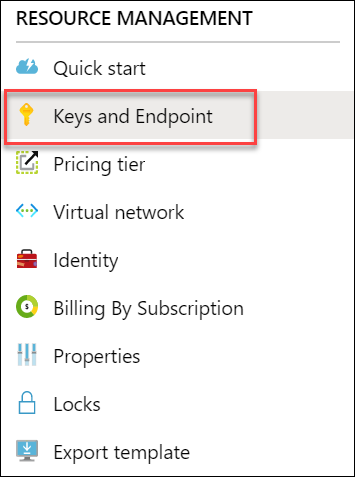 RESOURCE MANAGEMENT
Quick start
Keys and Endpoint
Pricing tier
Virtual network
Identity
Billing By Subscription
Properties
Locks
Export template